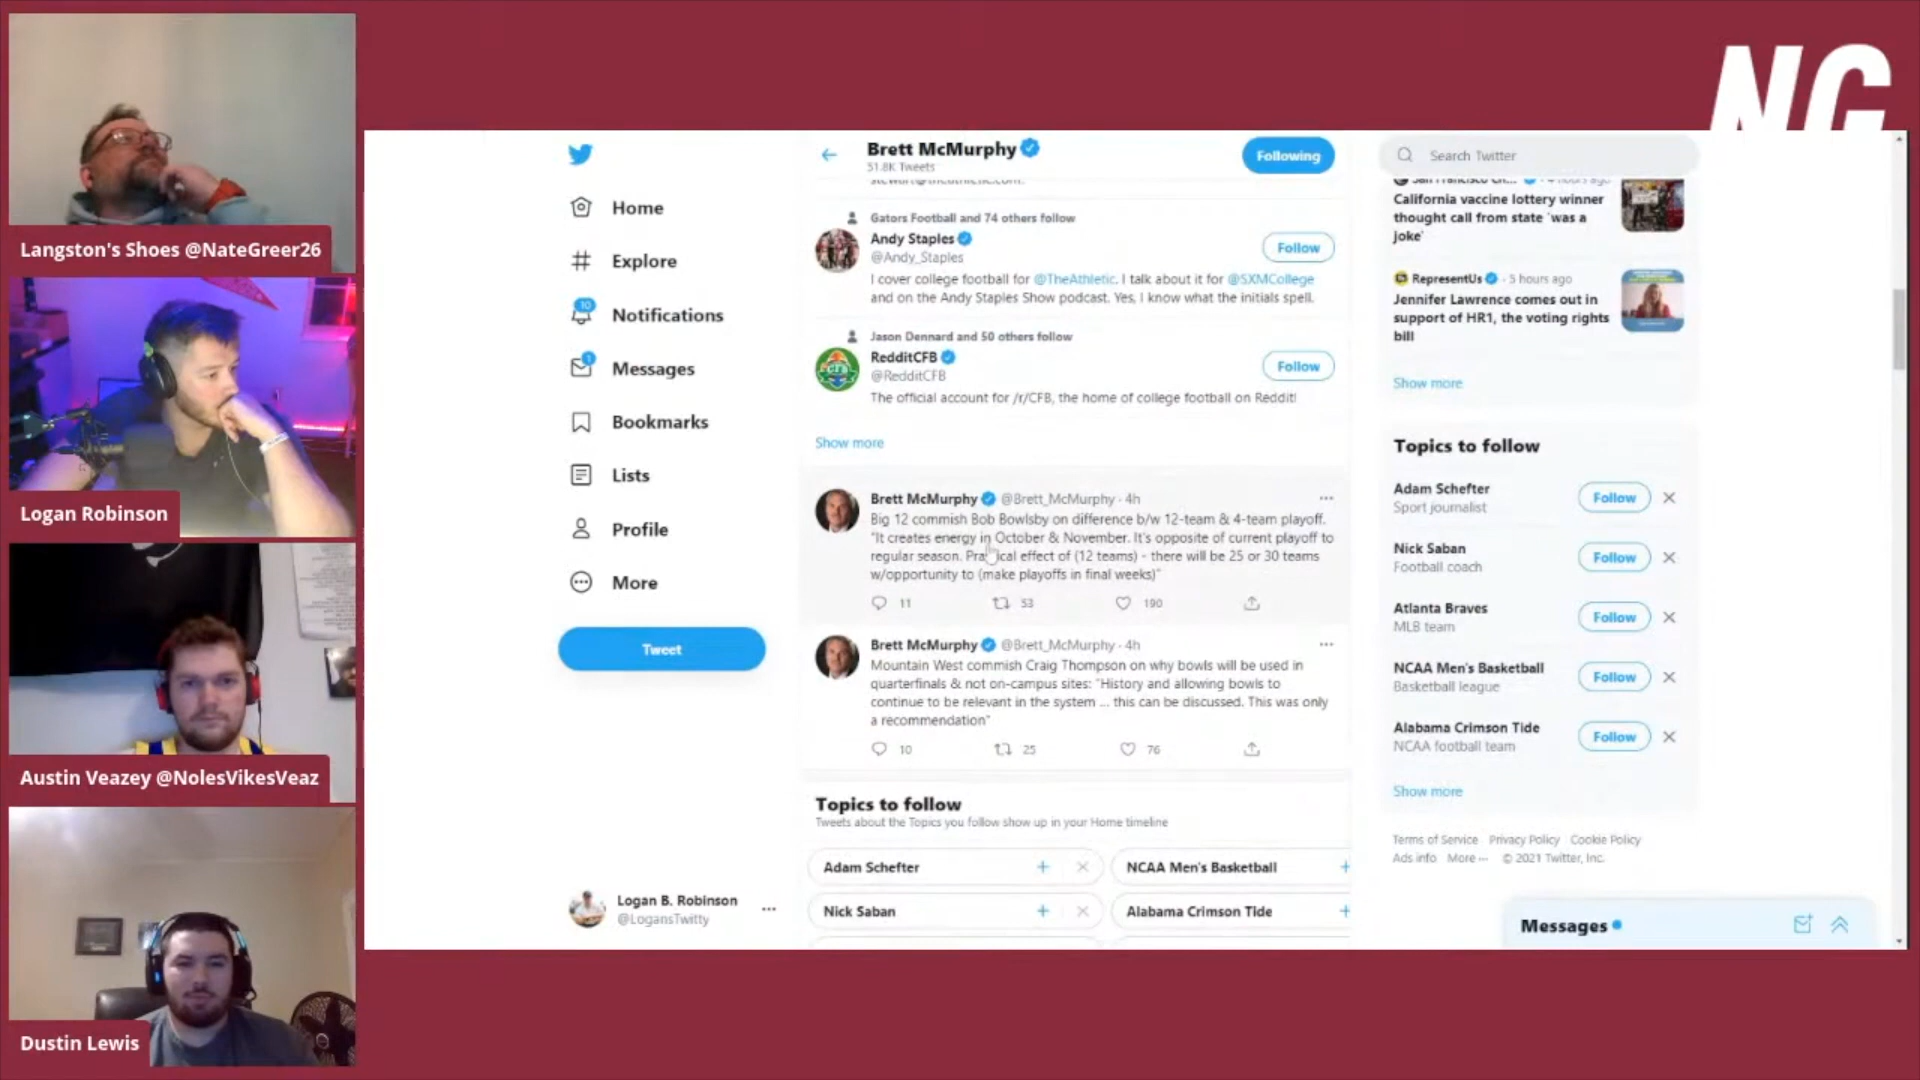 NC
Langston's Shoes @NateGreer26
Logan Robinson
Austin Veazey @NolesVikesVeaz
Dustin Lewis
Home
Explore
10
Notifications
1
Messages
Bookmarks
Lists
Profile
More
Tweet
Logan B. Robinson
@LogansTwitty
Brett McMurphy
51.8K Tweets
Following
stewart@theathletic.com.
Gators Football and 74 others follow
Andy Staples
@Andy_Staples
Follow
I cover college football for @TheAthletic. I talk about it for @SXMCollege
and on the Andy Staples Show podcast. Yes, I know what the initials spell.
Jason Dennard and 50 others follow
RedditCFB
@RedditCFB
Follow
The official account for /r/CFB, the home of college football on Reddit!
Show more
Brett McMurphy @Brett_McMurphy · 4h
Big 12 commish Bob Bowlsby on difference b/w 12-team & 4-team playoff.
"It creates energy in October & November. It's opposite of current playoff to
regular season. Practical effect of (12 teams) - there will be 25 or 30 teams
w/opportunity to (make playoffs in final weeks)"
11 53 190
Brett McMurphy @Brett_McMurphy · 4h
Mountain West commish Craig Thompson on why bowls will be used in
quarterfinals & not on-campus sites: "History and allowing bowls to
continue to be relevant in the system ... this can be discussed. This was only
a recommendation"
10 25 76
Topics to follow
Tweets about the Topics you follow show up in your Home timeline
Adam Schefter
NCAA Men's Basketball
Nick Saban
Alabama Crimson Tide
Search Twitter
San Francisco Ch... · 4 hours ago
California vaccine lottery winner
thought call from state 'was a
joke'
RepresentUs · 5 hours ago
Jennifer Lawrence comes out in
support of HR1, the voting rights
bill
Show more
Topics to follow
Adam Schefter
Sport journalist
Follow
Nick Saban
Football coach
Follow
Atlanta Braves
MLB team
Follow
NCAA Men's Basketball
Basketball league
Follow
Alabama Crimson Tide
NCAA football team
Follow
Show more
Terms of Service Privacy Policy Cookie Policy
Ads info More ··· © 2021 Twitter, Inc.
Messages